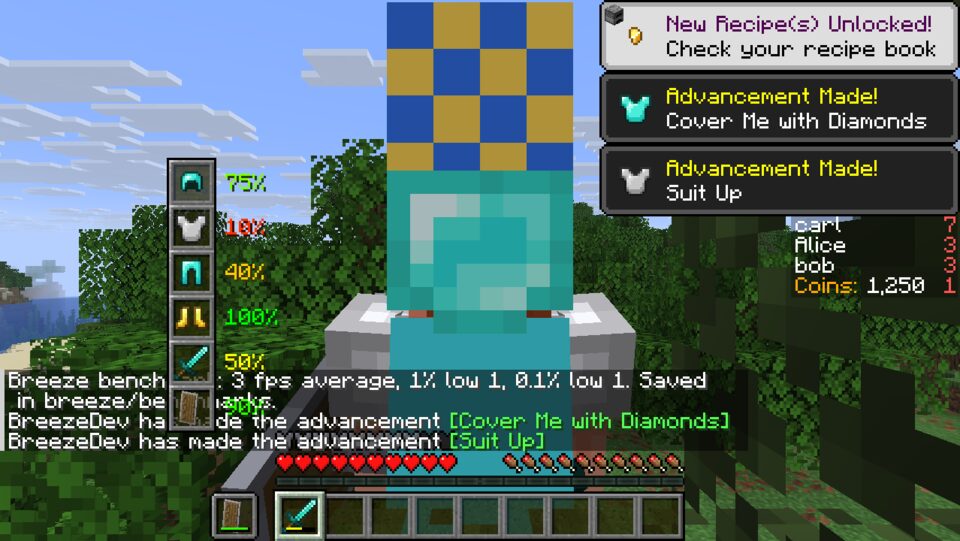 New Recipe(s) Unlocked!
Check your recipe book
Advancement Made!
Cover Me with Diamonds
Advancement Made!
Suit Up
75%
10%
40%
100%
50%
90%
carl 7
Alice 3
bob 3
Coins: 1,250 1
Breeze bench : 3 fps average, 1% low 1, 0.1% low 1. Saved
in breeze/be marks.
BreezeDev ha de the advancement [Cover Me with Diamonds]
BreezeDev has made the advancement [Suit Up]